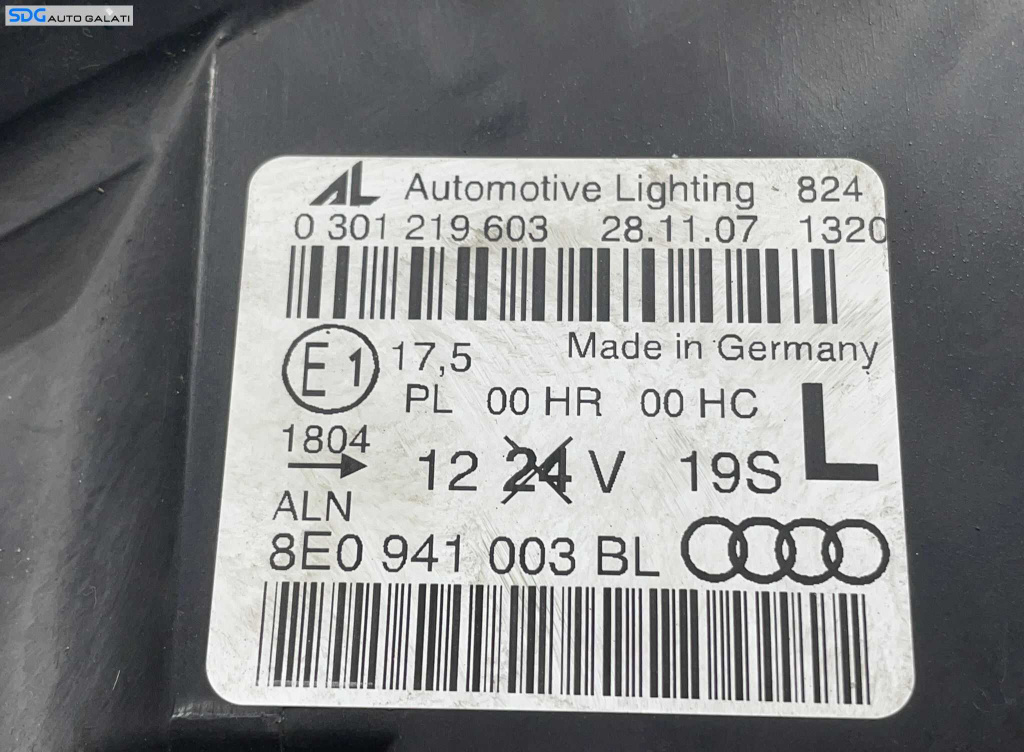 SDG AUTO GALATI
AL Automotive Lighting 824
0 301 219 603 28.11.07 1320
E1 17,5 Made in Germany
PL 00 HR 00 HC
1804
12 24 V 19S L
ALN
8E0 941 003 BL